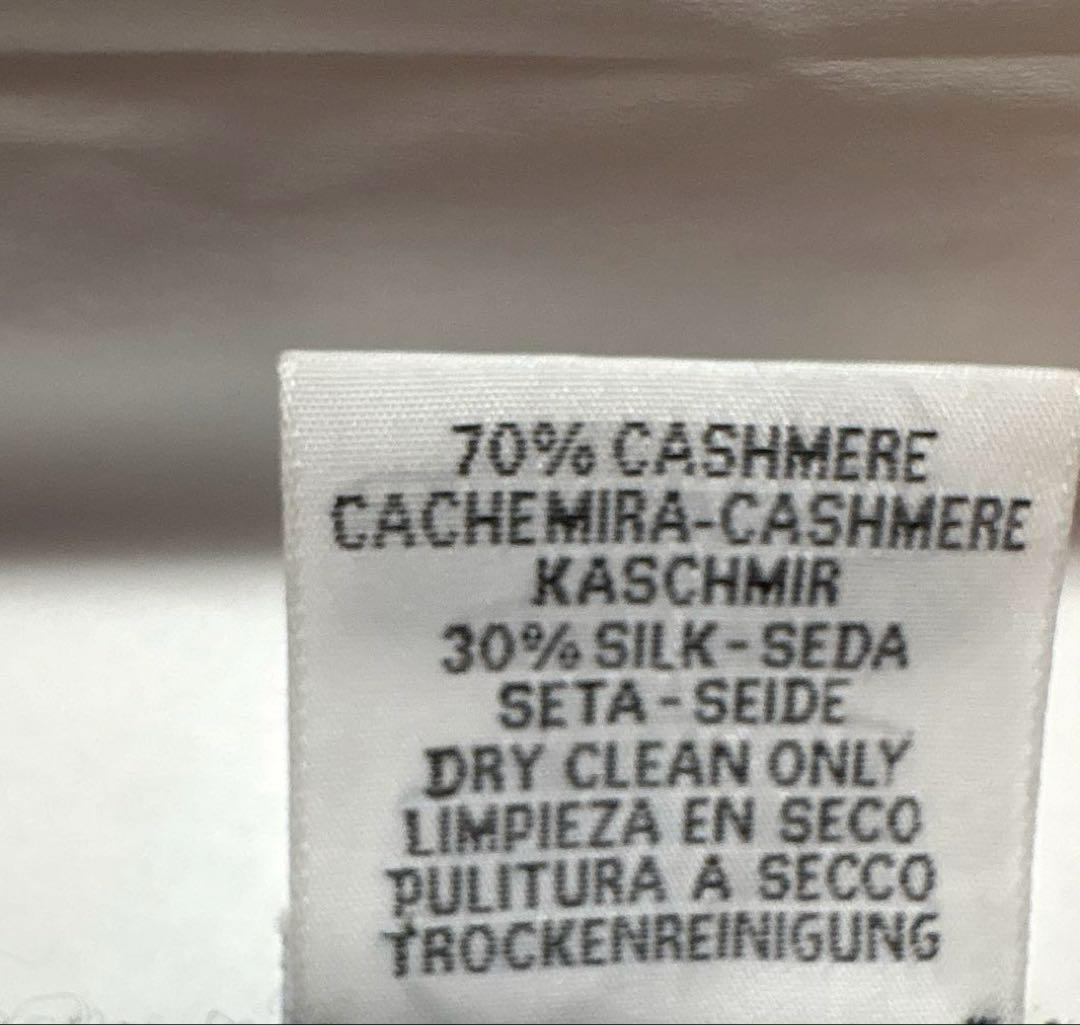 70% CASHMERE
CACHEMIRA-CASHMERE
KASCHMIR
30% SILK-SEDA
SETA-SEIDE
DRY CLEAN ONLY
LIMPIEZA EN SECO
PULITURA A SECCO
TROCKENREINIGUNG